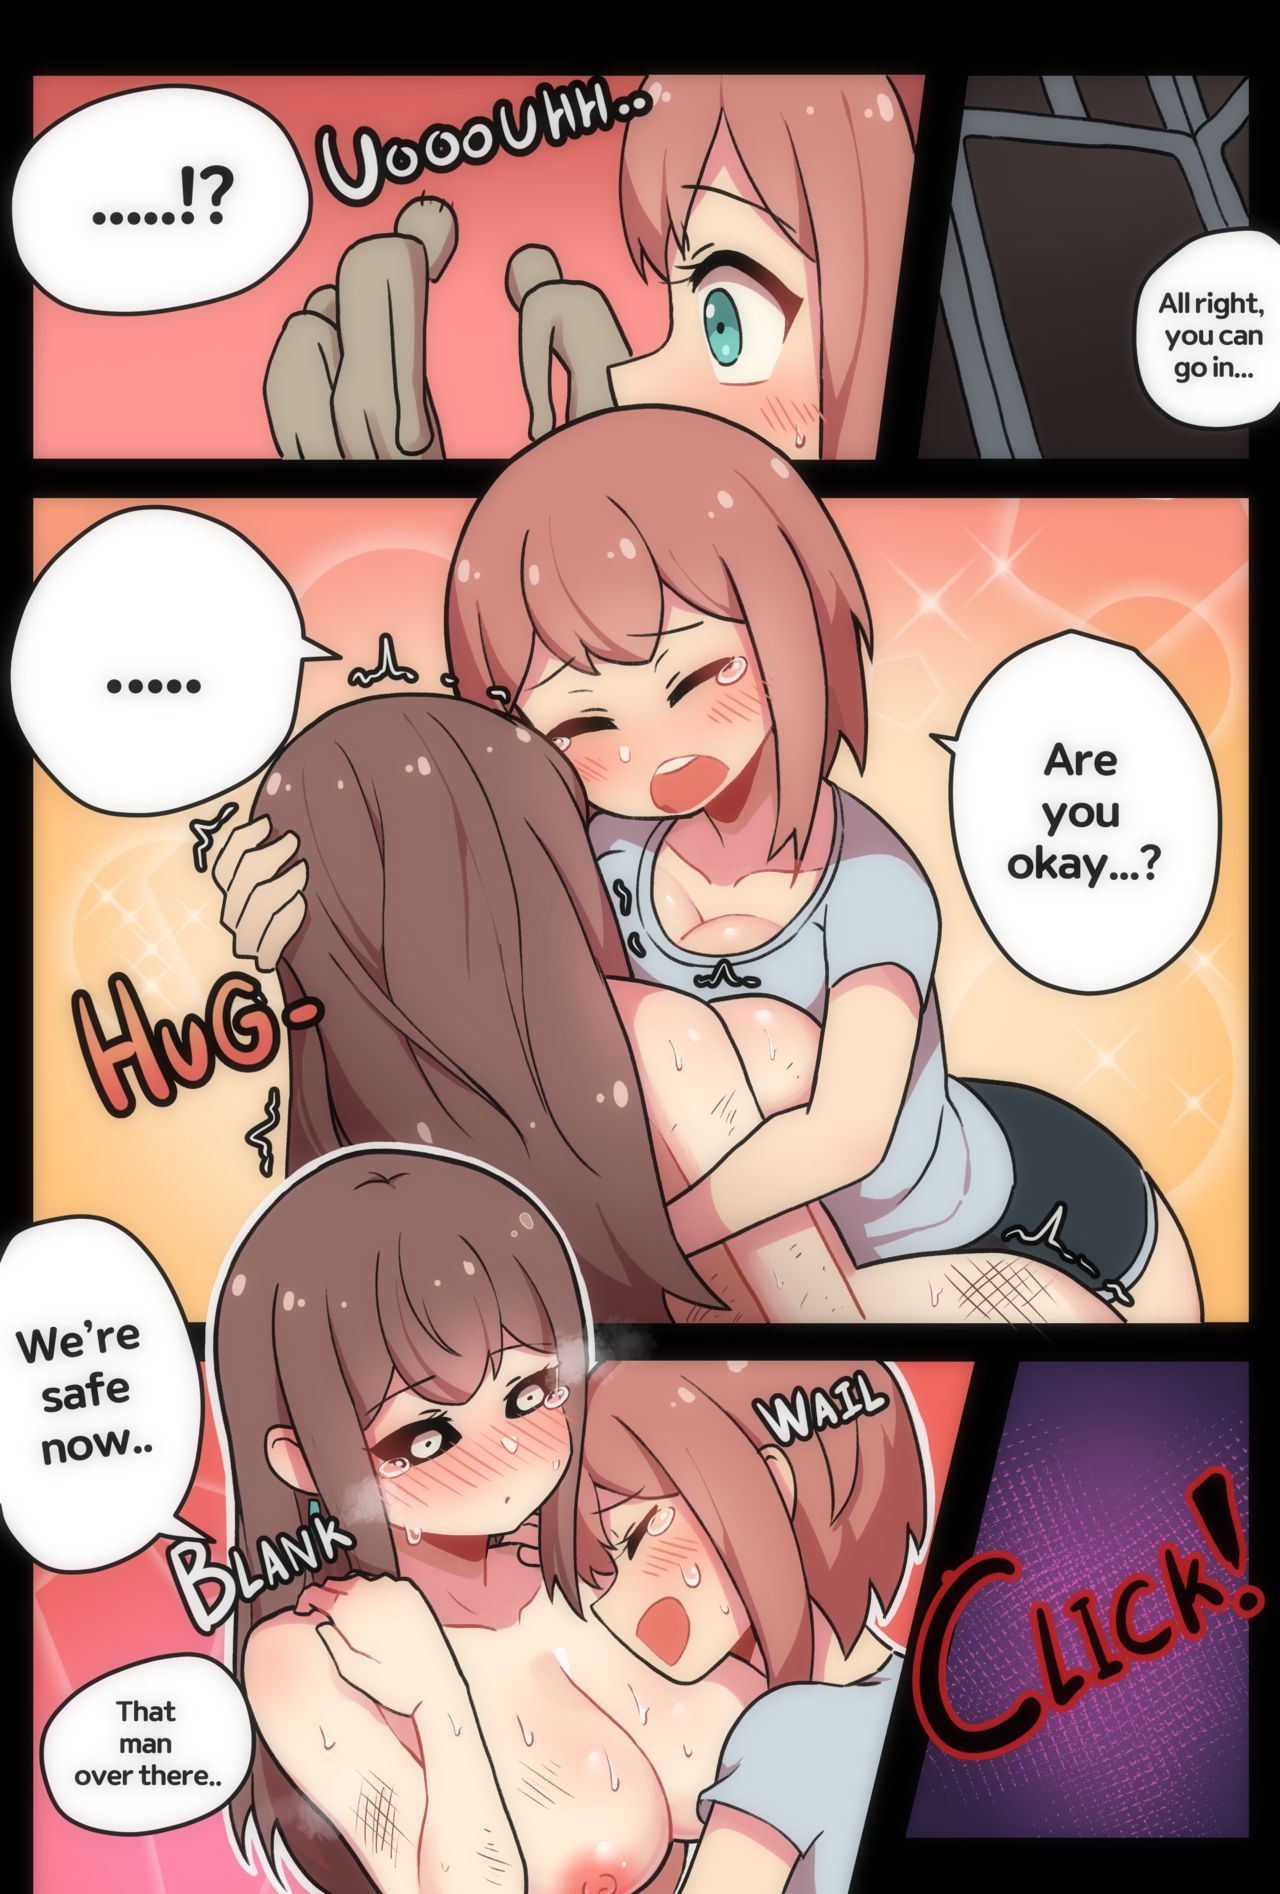 .....!?
Uooouhh..
All right,
you can
go in...
.....
Are
you
okay...?
Hug-
We're
safe
now..
Wail
Blank
Click!
That
man
over there..